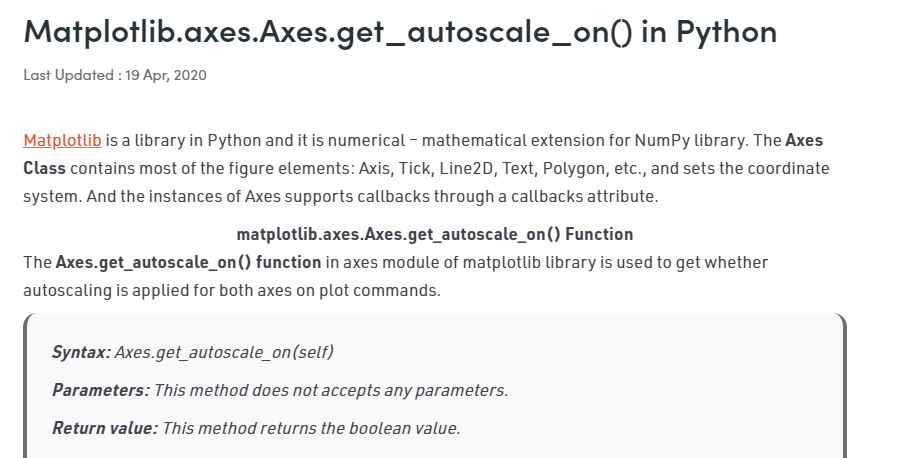 Matplotlib.axes.Axes.get_autoscale_on() in Python
Last Updated : 19 Apr, 2020
Matplotlib is a library in Python and it is numerical – mathematical extension for NumPy library. The Axes
Class contains most of the figure elements: Axis, Tick, Line2D, Text, Polygon, etc., and sets the coordinate
system. And the instances of Axes supports callbacks through a callbacks attribute.
matplotlib.axes.Axes.get_autoscale_on() Function
The Axes.get_autoscale_on() function in axes module of matplotlib library is used to get whether
autoscaling is applied for both axes on plot commands.
Syntax: Axes.get_autoscale_on(self)
Parameters: This method does not accepts any parameters.
Return value: This method returns the boolean value.